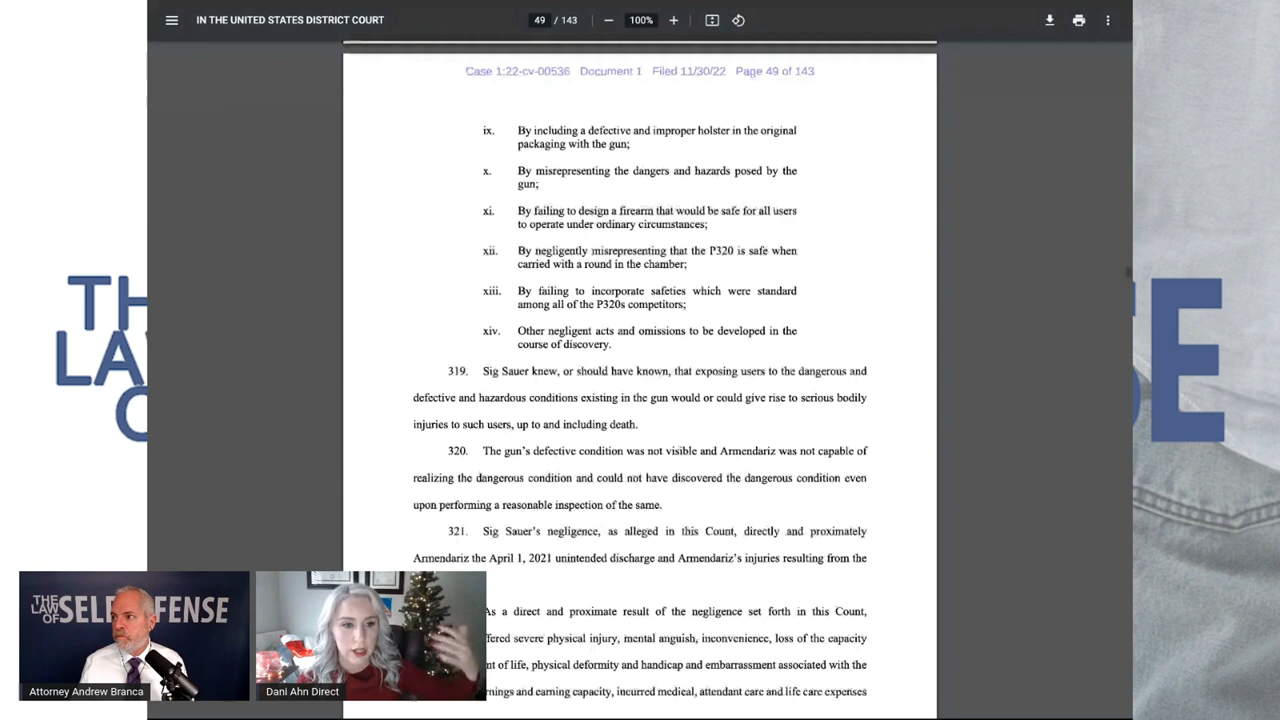 IN THE UNITED STATES DISTRICT COURT
49 / 143
100%
Case 1:22-cv-00536 Document 1 Filed 11/30/22 Page 49 of 143
ix. By including a defective and improper holster in the original
packaging with the gun;
x. By misrepresenting the dangers and hazards posed by the
gun;
xi. By failing to design a firearm that would be safe for all users
to operate under ordinary circumstances;
xii. By negligently misrepresenting that the P320 is safe when
carried with a round in the chamber;
xiii. By failing to incorporate safeties which were standard
among all of the P320s competitors;
xiv. Other negligent acts and omissions to be developed in the
course of discovery.
319. Sig Sauer knew, or should have known, that exposing users to the dangerous and
defective and hazardous conditions existing in the gun would or could give rise to serious bodily
injuries to such users, up to and including death.
320. The gun's defective condition was not visible and Armendariz was not capable of
realizing the dangerous condition and could not have discovered the dangerous condition even
upon performing a reasonable inspection of the same.
321. Sig Sauer's negligence, as alleged in this Count, directly and proximately
Armendariz the April 1, 2021 unintended discharge and Armendariz's injuries resulting from the
As a direct and proximate result of the negligence set forth in this Count,
fered severe physical injury, mental anguish, inconvenience, loss of the capacity
nt of life, physical deformity and handicap and embarrassment associated with the
nings and earning capacity, incurred medical, attendant care and life care expenses
TH
LA
O
E
THE LAW OF SELF DEFENSE
Attorney Andrew Branca
Dani Ahn Direct